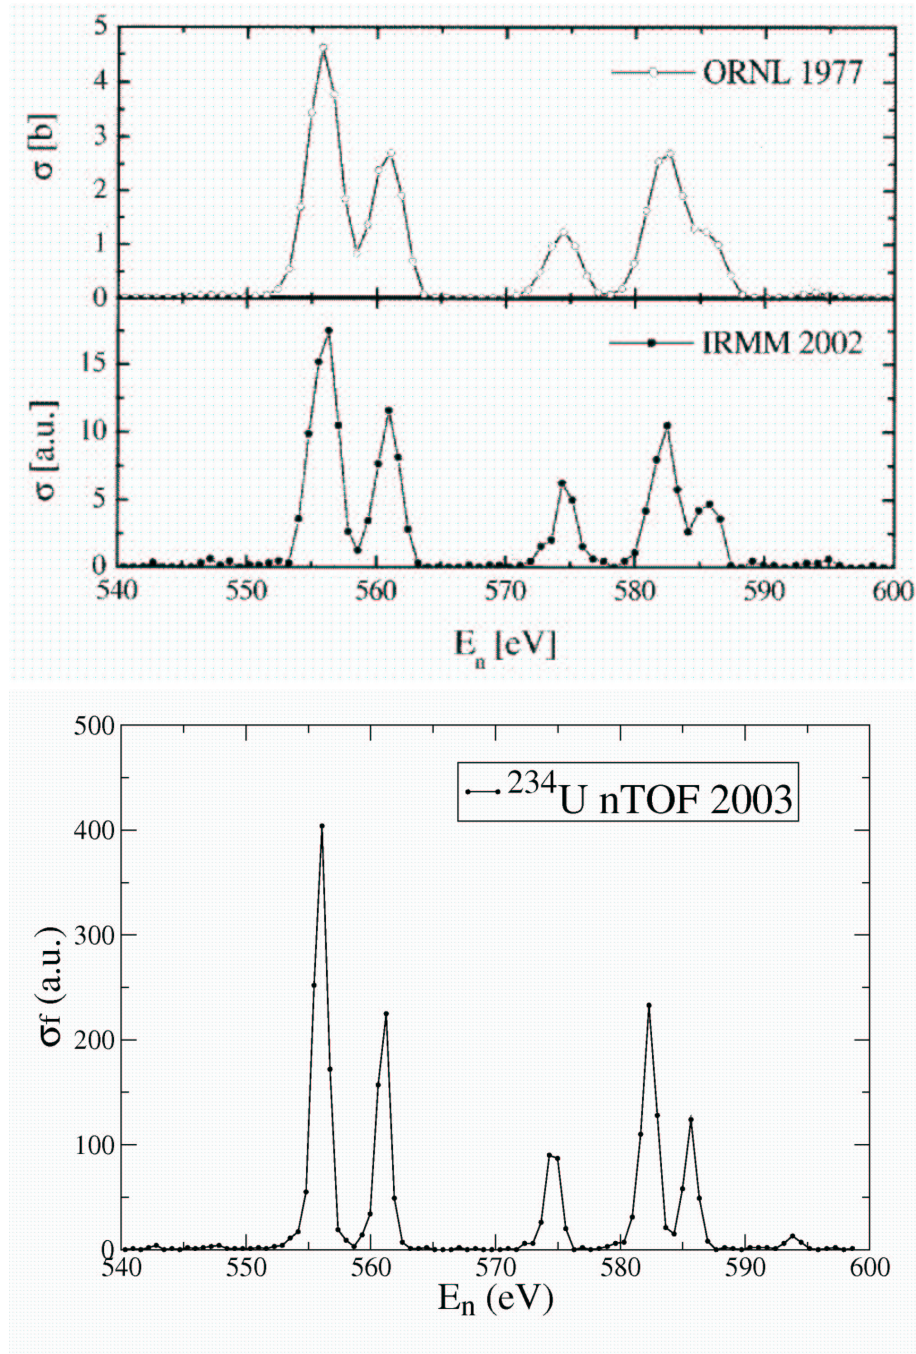 5
4
3
2
1
0
σ [b]
ORNL 1977
15
10
5
0
σ [a.u.]
IRMM 2002
540 550 560 570 580 590 600
Eₙ [eV]
500
400
300
200
100
0
σf (a.u.)
²³⁴U nTOF 2003
540 550 560 570 580 590 600
Eₙ (eV)